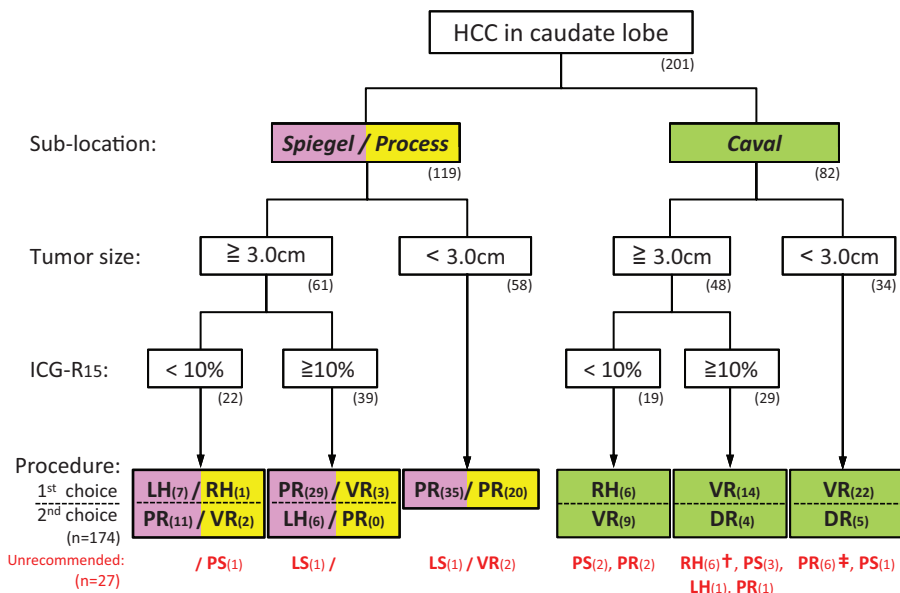 HCC in caudate lobe
(201)
Sub-location:
Spiegel / Process
Caval
(119)
(82)
Tumor size:
≧ 3.0cm
< 3.0cm
≧ 3.0cm
< 3.0cm
(61)
(58)
(48)
(34)
ICG-R15:
< 10%
≧10%
< 10%
≧10%
(22)
(39)
(19)
(29)
Procedure:
1st choice
LH(7) / RH(1)
PR(29) / VR(3)
PR(35) / PR(20)
RH(6)
VR(14)
VR(22)
2nd choice
PR(11) / VR(2)
LH(6) / PR(0)
VR(9)
DR(4)
DR(5)
(n=174)
Unrecommended:
/ PS(1)
LS(1) /
LS(1) / VR(2)
PS(2), PR(2)
RH(6)†, PS(3),
PR(6)‡, PS(1)
(n=27)
LH(1), PR(1)